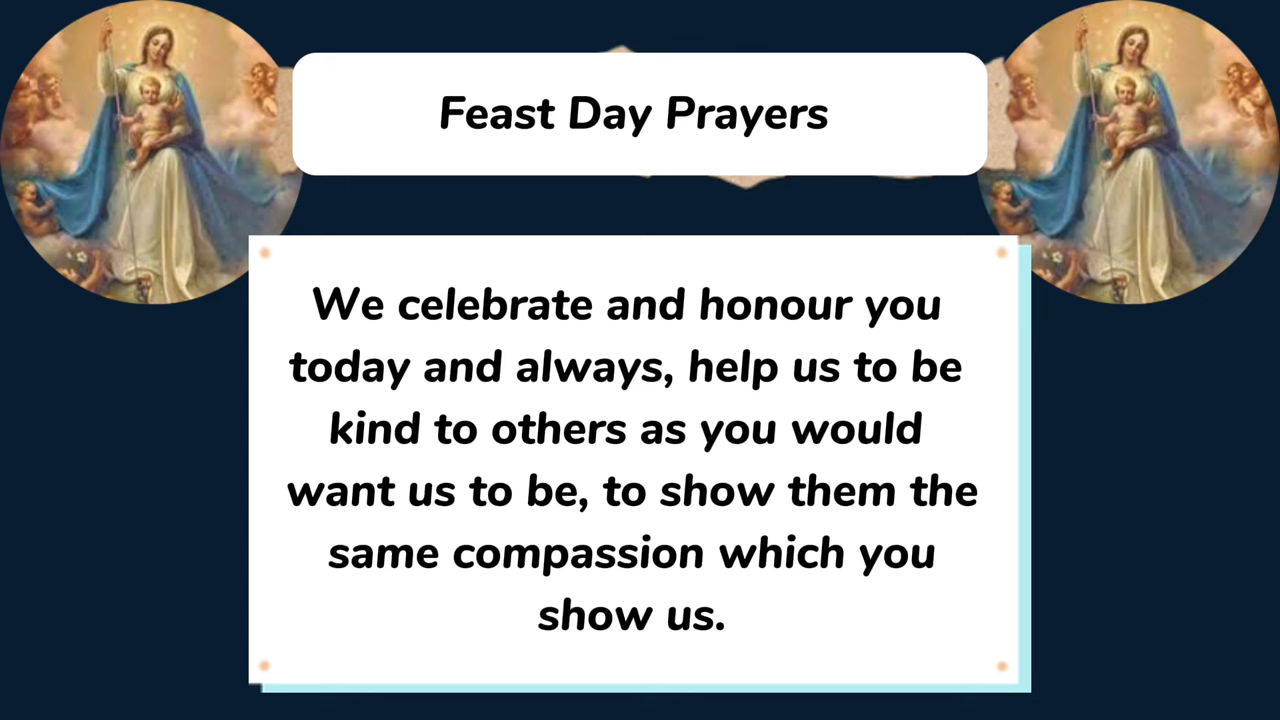 Feast Day Prayers
We celebrate and honour you
today and always, help us to be
kind to others as you would
want us to be, to show them the
same compassion which you
show us.